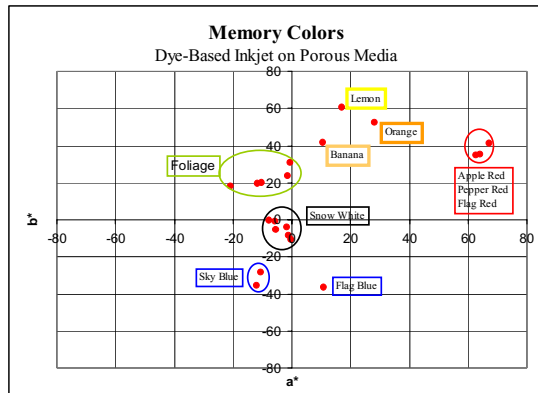 Memory Colors
Dye-Based Inkjet on Porous Media
80
60
40
20
0
-20
-40
-60
-80
-80
-60
-40
-20
0
20
40
60
80
b*
a*
Lemon
Orange
Banana
Foliage
Apple Red
Pepper Red
Flag Red
Snow White
Sky Blue
Flag Blue